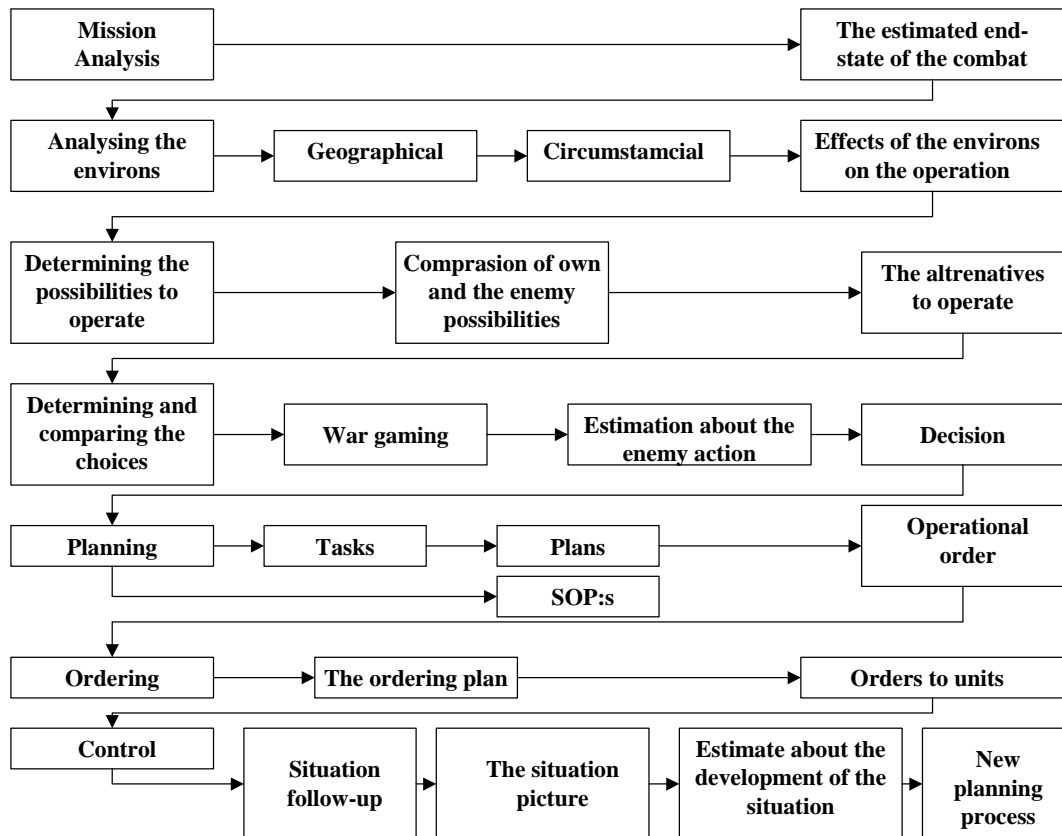 Mission
Analysis
The estimated end-
state of the combat
Analysing the
environs
Geographical
Circumstamcial
Effects of the environs
on the operation
Determining the
possibilities to
operate
Comprasion of own
and the enemy
possibilities
The altrenatives
to operate
Determining and
comparing the
choices
War gaming
Estimation about the
enemy action
Decision
Planning
Tasks
Plans
Operational
order
SOP:s
Ordering
The ordering plan
Orders to units
Control
Situation
follow-up
The situation
picture
Estimate about the
development of the
situation
New
planning
process